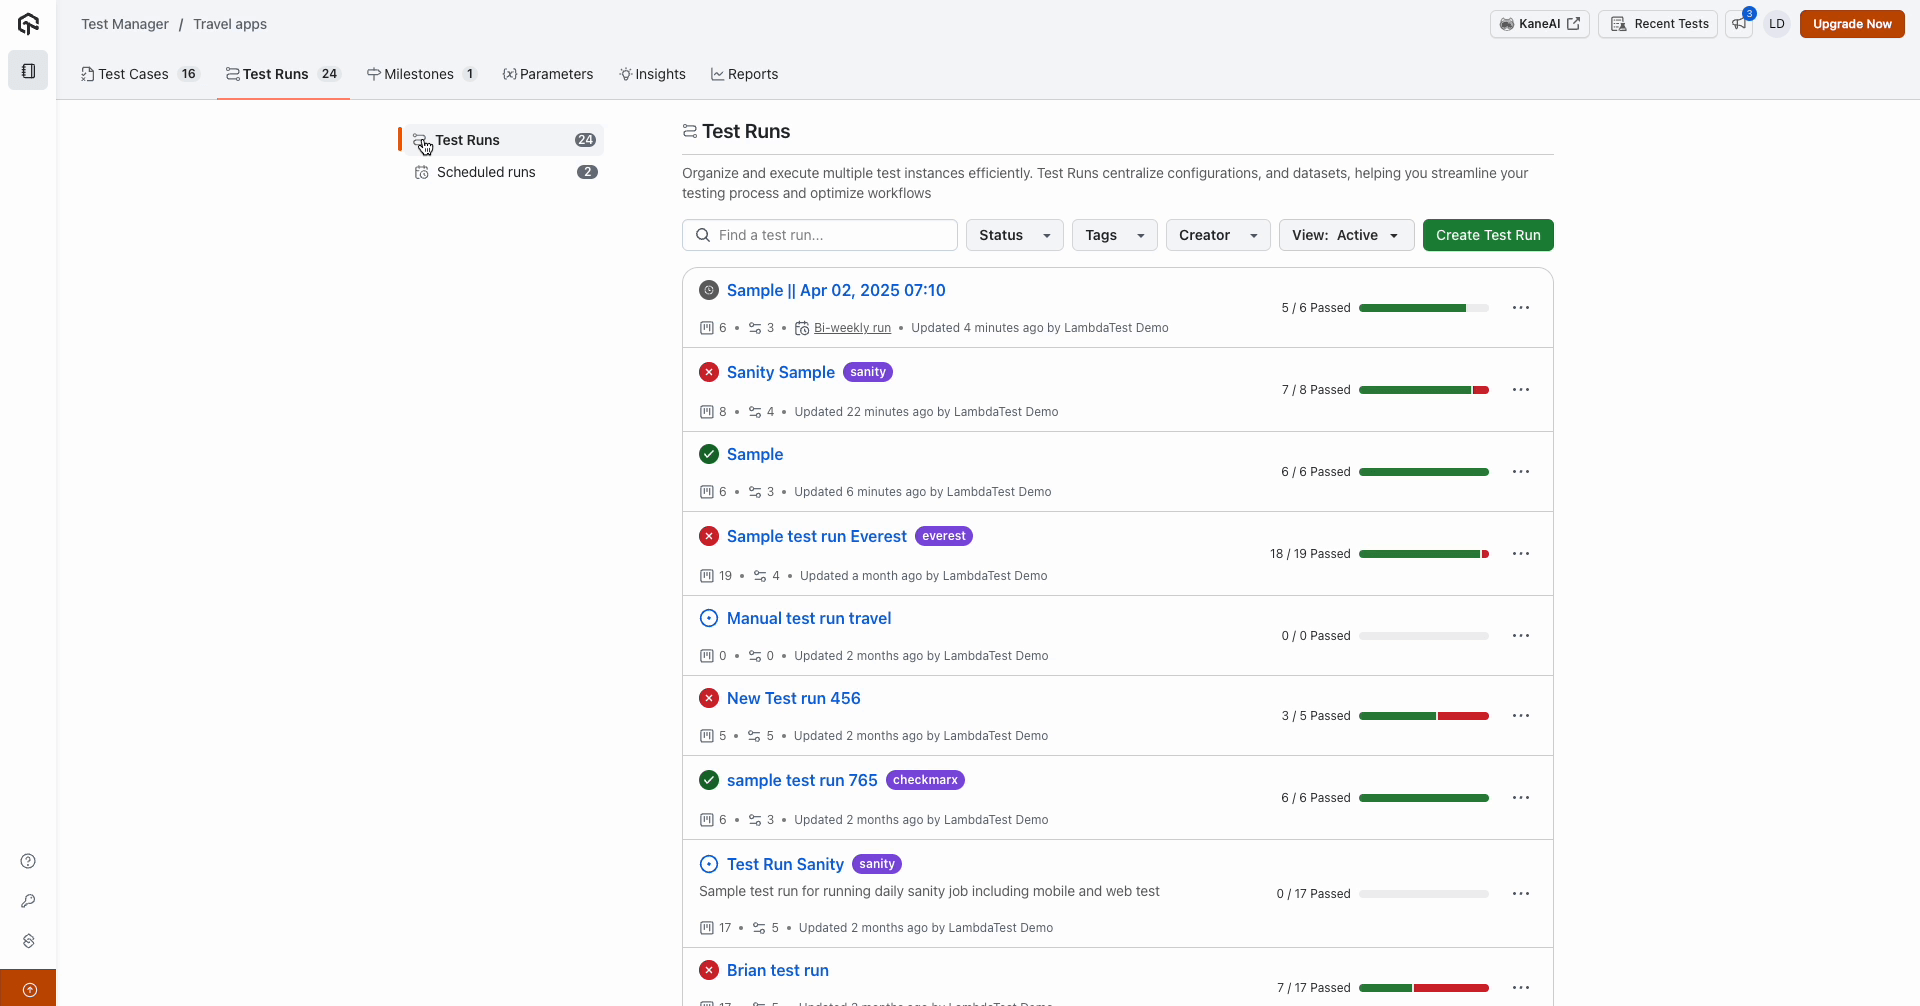 Test Manager / Travel apps
KaneAI
Recent Tests
3
LD
Upgrade Now
Test Cases 16
Test Runs 24
Milestones 1
Parameters
Insights
Reports
Test Runs 24
Scheduled runs 2
Test Runs
Organize and execute multiple test instances efficiently. Test Runs centralize configurations, and datasets, helping you streamline your
testing process and optimize workflows
Find a test run...
Status
Tags
Creator
View: Active
Create Test Run
Sample || Apr 02, 2025 07:10
5 / 6 Passed
6 • 3 • Bi-weekly run • Updated 4 minutes ago by LambdaTest Demo
Sanity Sample sanity
7 / 8 Passed
8 • 4 • Updated 22 minutes ago by LambdaTest Demo
Sample
6 / 6 Passed
6 • 3 • Updated 6 minutes ago by LambdaTest Demo
Sample test run Everest everest
18 / 19 Passed
19 • 4 • Updated a month ago by LambdaTest Demo
Manual test run travel
0 / 0 Passed
0 • 0 • Updated 2 months ago by LambdaTest Demo
New Test run 456
3 / 5 Passed
5 • 5 • Updated 2 months ago by LambdaTest Demo
sample test run 765 checkmarx
6 / 6 Passed
6 • 3 • Updated 2 months ago by LambdaTest Demo
Test Run Sanity sanity
Sample test run for running daily sanity job including mobile and web test
0 / 17 Passed
17 • 5 • Updated 2 months ago by LambdaTest Demo
Brian test run
7 / 17 Passed